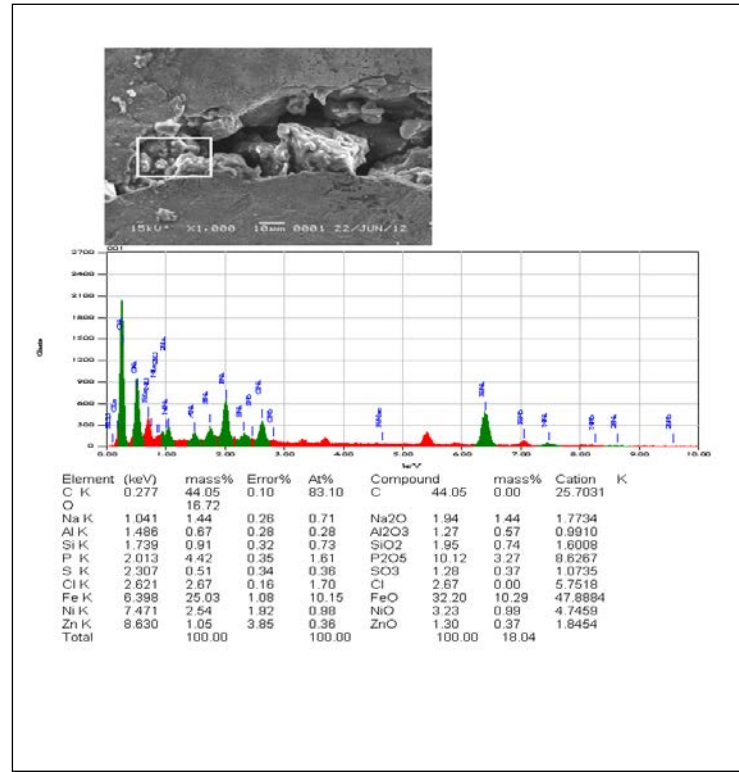 15kV X1,000 10µm 0001 22/JUN/12
001
2700
2400
2100
1800
1500
1200
900
600
300
0
0.00 1.00 2.00 3.00 4.00 5.00 6.00 7.00 8.00 9.00 10.00
keV
Element (keV) mass% Error% At% Compound mass% Cation K
C K 0.277 44.05 0.10 83.10 C 44.05 0.00 25.7031
O 16.72
Na K 1.041 1.44 0.26 0.71 Na2O 1.94 1.44 1.7734
Al K 1.486 0.67 0.28 0.28 Al2O3 1.27 0.57 0.9910
Si K 1.739 0.91 0.32 0.73 SiO2 1.95 0.74 1.6008
P K 2.013 4.42 0.35 1.61 P2O5 10.12 3.27 8.6267
S K 2.307 0.51 0.34 0.36 SO3 1.28 0.37 1.0735
Cl K 2.621 2.67 0.16 1.70 Cl 2.67 0.00 5.7518
Fe K 6.398 25.03 1.08 10.15 FeO 32.20 10.29 47.8884
Ni K 7.471 2.54 1.92 0.98 NiO 3.23 0.99 4.7459
Zn K 8.630 1.05 3.85 0.36 ZnO 1.30 0.37 1.8454
Total 100.00 100.00 100.00 18.04